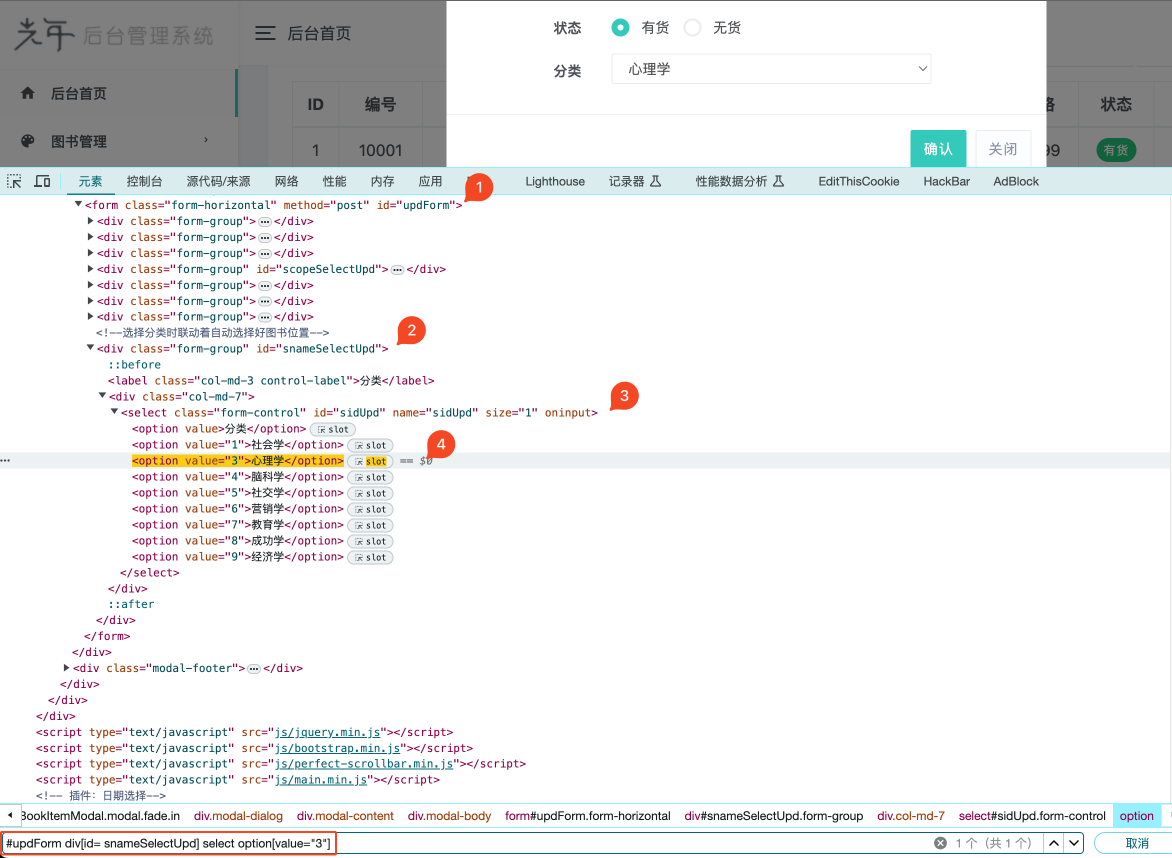 光年 后台管理系统
后台首页
后台首页
图书管理
ID 编号 状态
1 10001 99 有货
状态 有货 无货
分类 心理学
确认 关闭
元素 控制台 源代码/来源 网络 性能 内存 应用 Lighthouse 记录器 性能数据分析 EditThisCookie HackBar AdBlock
1
<form class="form-horizontal" method="post" id="updForm">
<div class="form-group">…</div>
<div class="form-group">…</div>
<div class="form-group">…</div>
<div class="form-group" id="scopeSelectUpd">…</div>
<div class="form-group">…</div>
<div class="form-group">…</div>
<div class="form-group">…</div>
<!--选择分类时联动着自动选择好图书位置-->
2
<div class="form-group" id="snameSelectUpd">
::before
<label class="col-md-3 control-label">分类</label>
<div class="col-md-7">
3
<select class="form-control" id="sidUpd" name="sidUpd" size="1" oninput>
<option value>分类</option> slot
<option value="1">社会学</option> slot
4
… <option value="3">心理学</option> slot == $0
<option value="4">脑科学</option> slot
<option value="5">社交学</option> slot
<option value="6">营销学</option> slot
<option value="7">教育学</option> slot
<option value="8">成功学</option> slot
<option value="9">经济学</option> slot
</select>
</div>
::after
</div>
</form>
</div>
<div class="modal-footer">…</div>
</div>
</div>
</div>
<script type="text/javascript" src="js/jquery.min.js"></script>
<script type="text/javascript" src="js/bootstrap.min.js"></script>
<script type="text/javascript" src="js/perfect-scrollbar.min.js"></script>
<script type="text/javascript" src="js/main.min.js"></script>
<!-- 插件: 日期选择-->
BookItemModal.modal.fade.in div.modal-dialog div.modal-content div.modal-body form#updForm.form-horizontal div#snameSelectUpd.form-group div.col-md-7 select#sidUpd.form-control option
#updForm div[id= snameSelectUpd] select option[value="3"] 1 个 (共 1 个) 取消